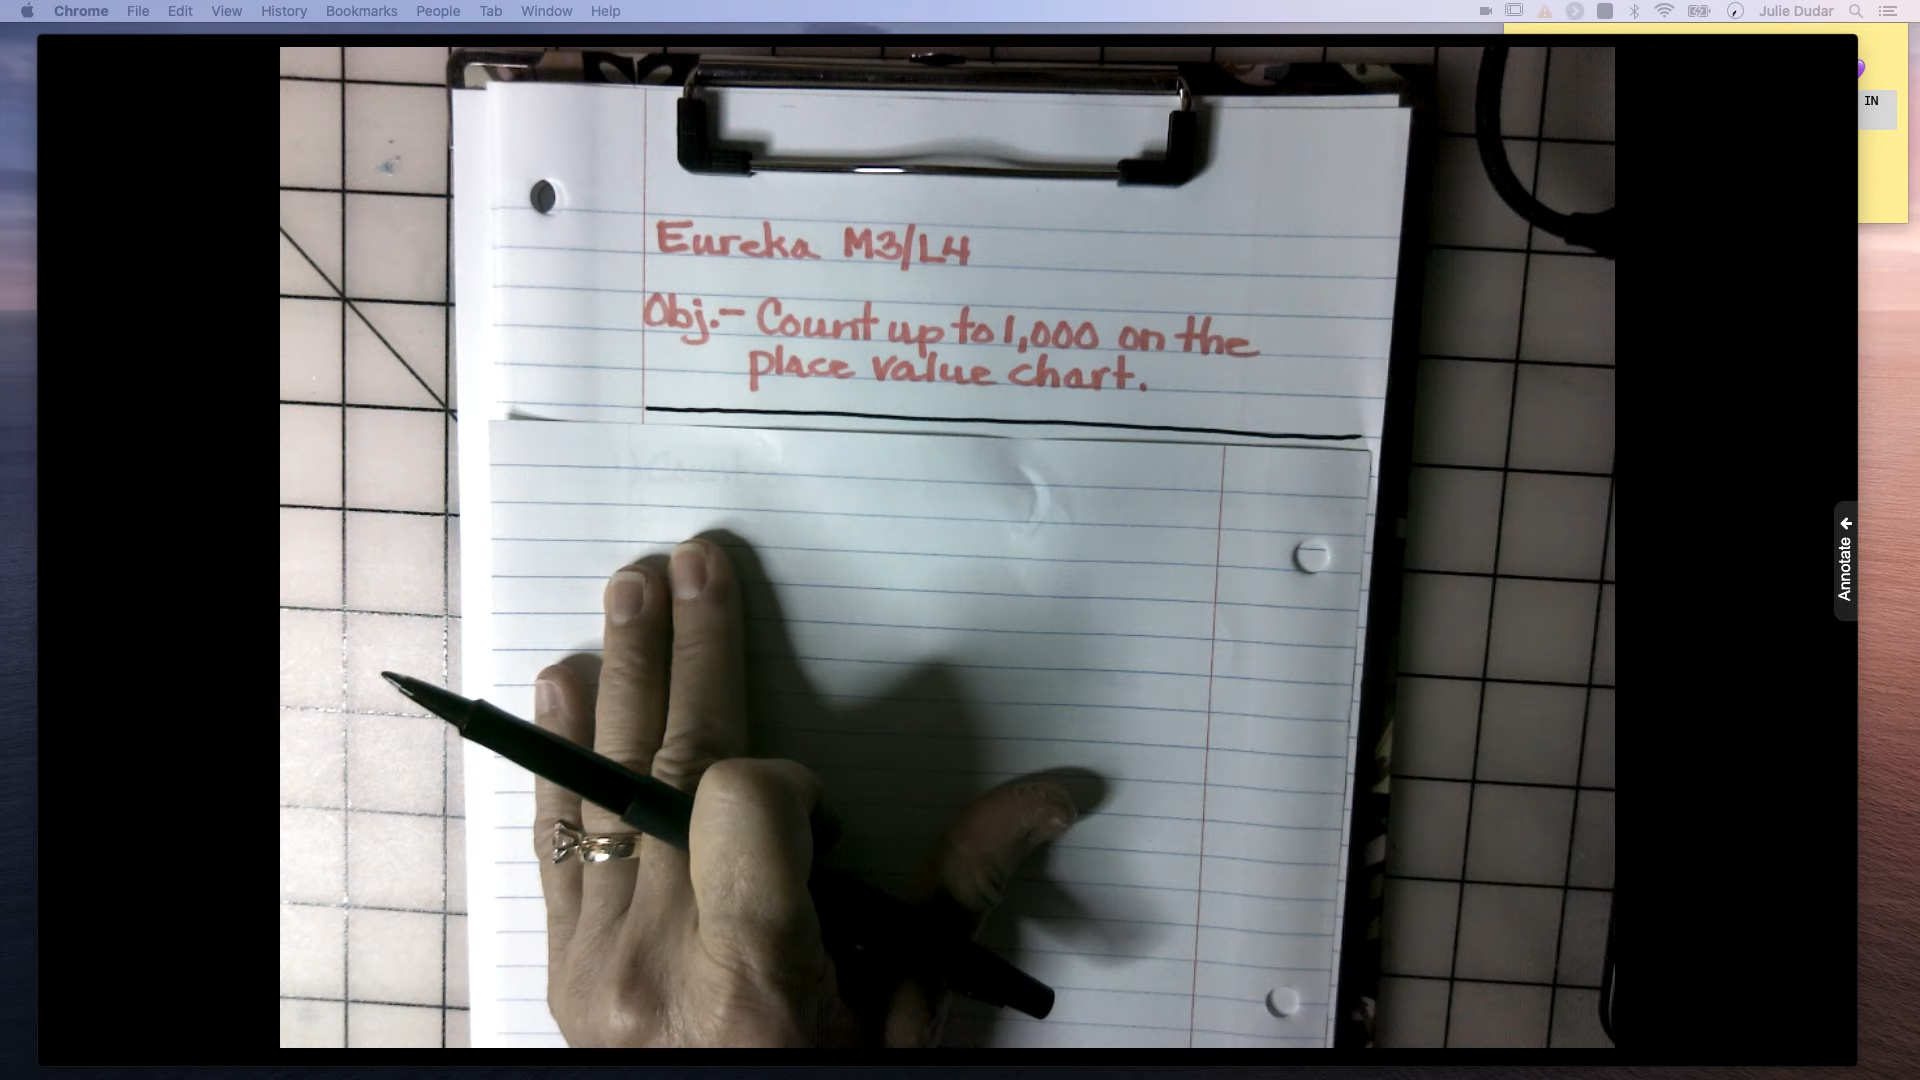 Chrome File Edit View History Bookmarks People Tab Window Help Julie Dudar
IN
Eureka M3/L4
Obj.- Count up to 1,000 on the
place value chart.
Annotate